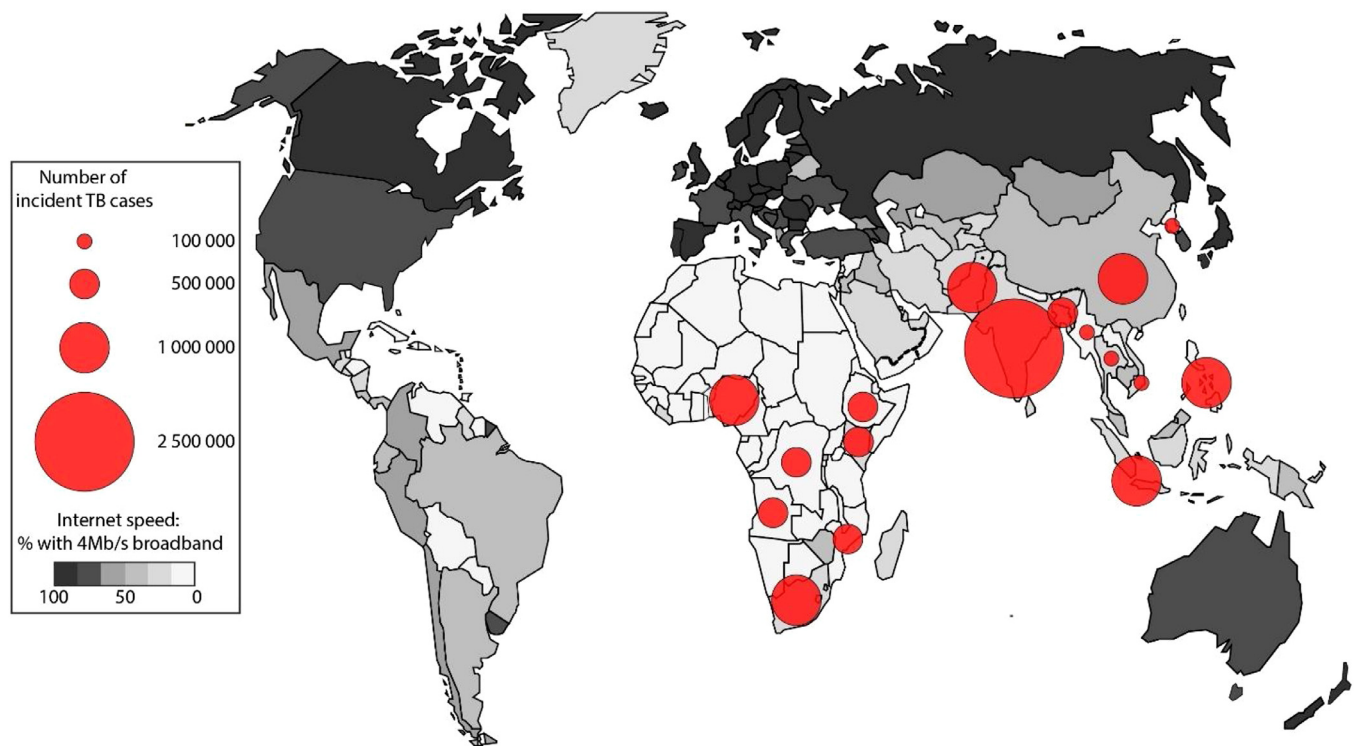 Number of
incident TB cases
100 000
500 000
1 000 000
2 500 000
Internet speed:
% with 4Mb/s broadband
100 50 0